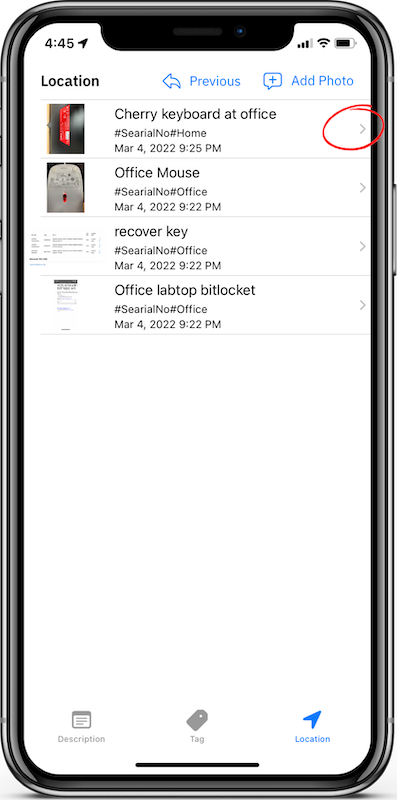 4:45
Location
Previous
Add Photo
Cherry keyboard at office
#SearialNo#Home
Mar 4, 2022 9:25 PM
Office Mouse
#SearialNo#Office
Mar 4, 2022 9:22 PM
recover key
#SearialNo#Office
Mar 4, 2022 9:22 PM
Office labtop bitlocket
#SearialNo#Office
Mar 4, 2022 9:22 PM
Description
Tag
Location